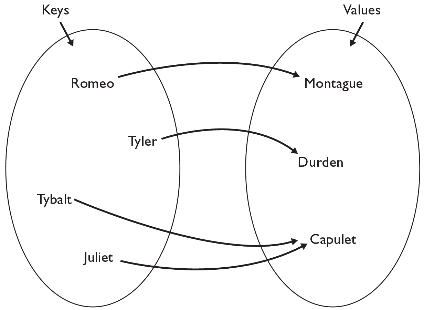 Keys
Values
Romeo
Montague
Tyler
Durden
Tybalt
Capulet
Juliet